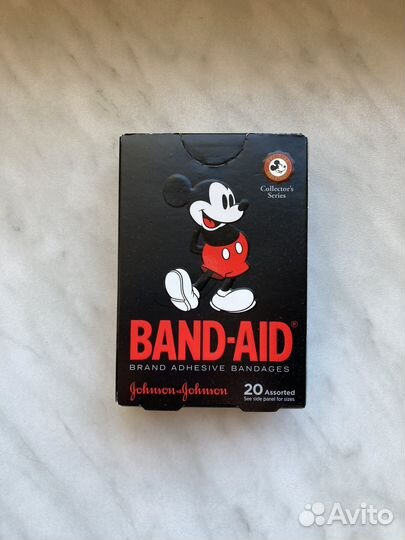 Collector's
Series
BAND-AID®
BRAND ADHESIVE BANDAGES
Johnson & Johnson
20 Assorted
See side panel for sizes
Avito